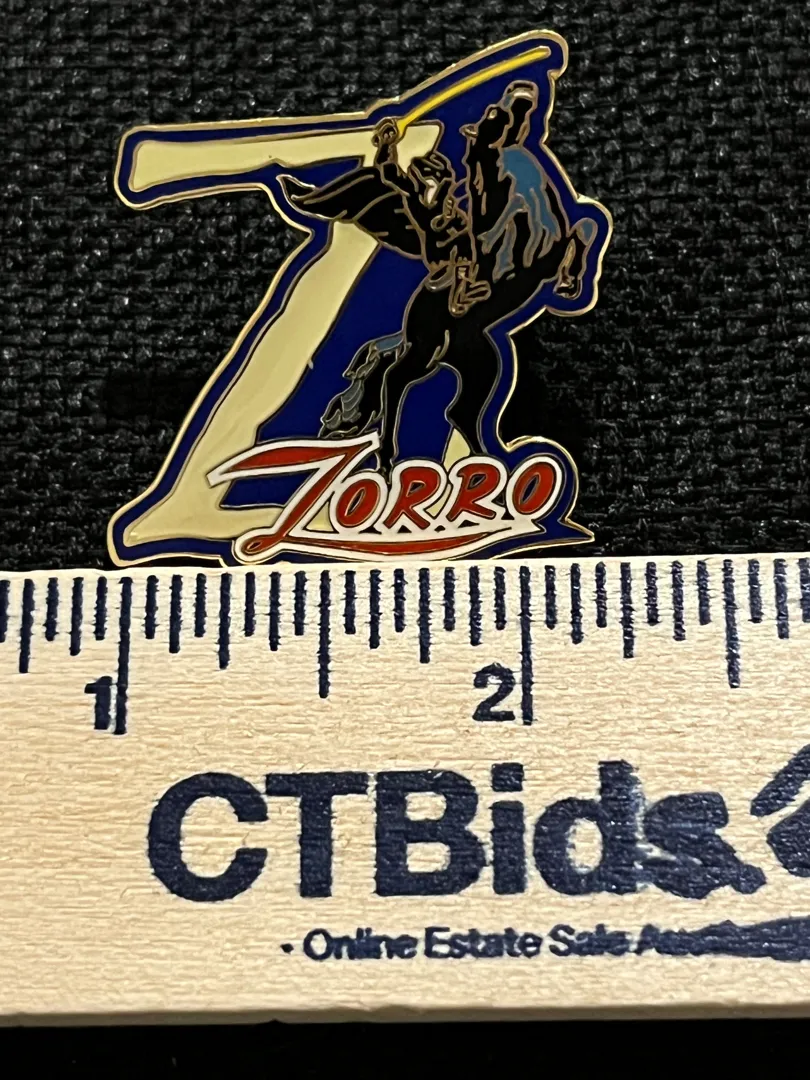 Z
ZORRO
1 2
CTBids
· Online Estate Sale